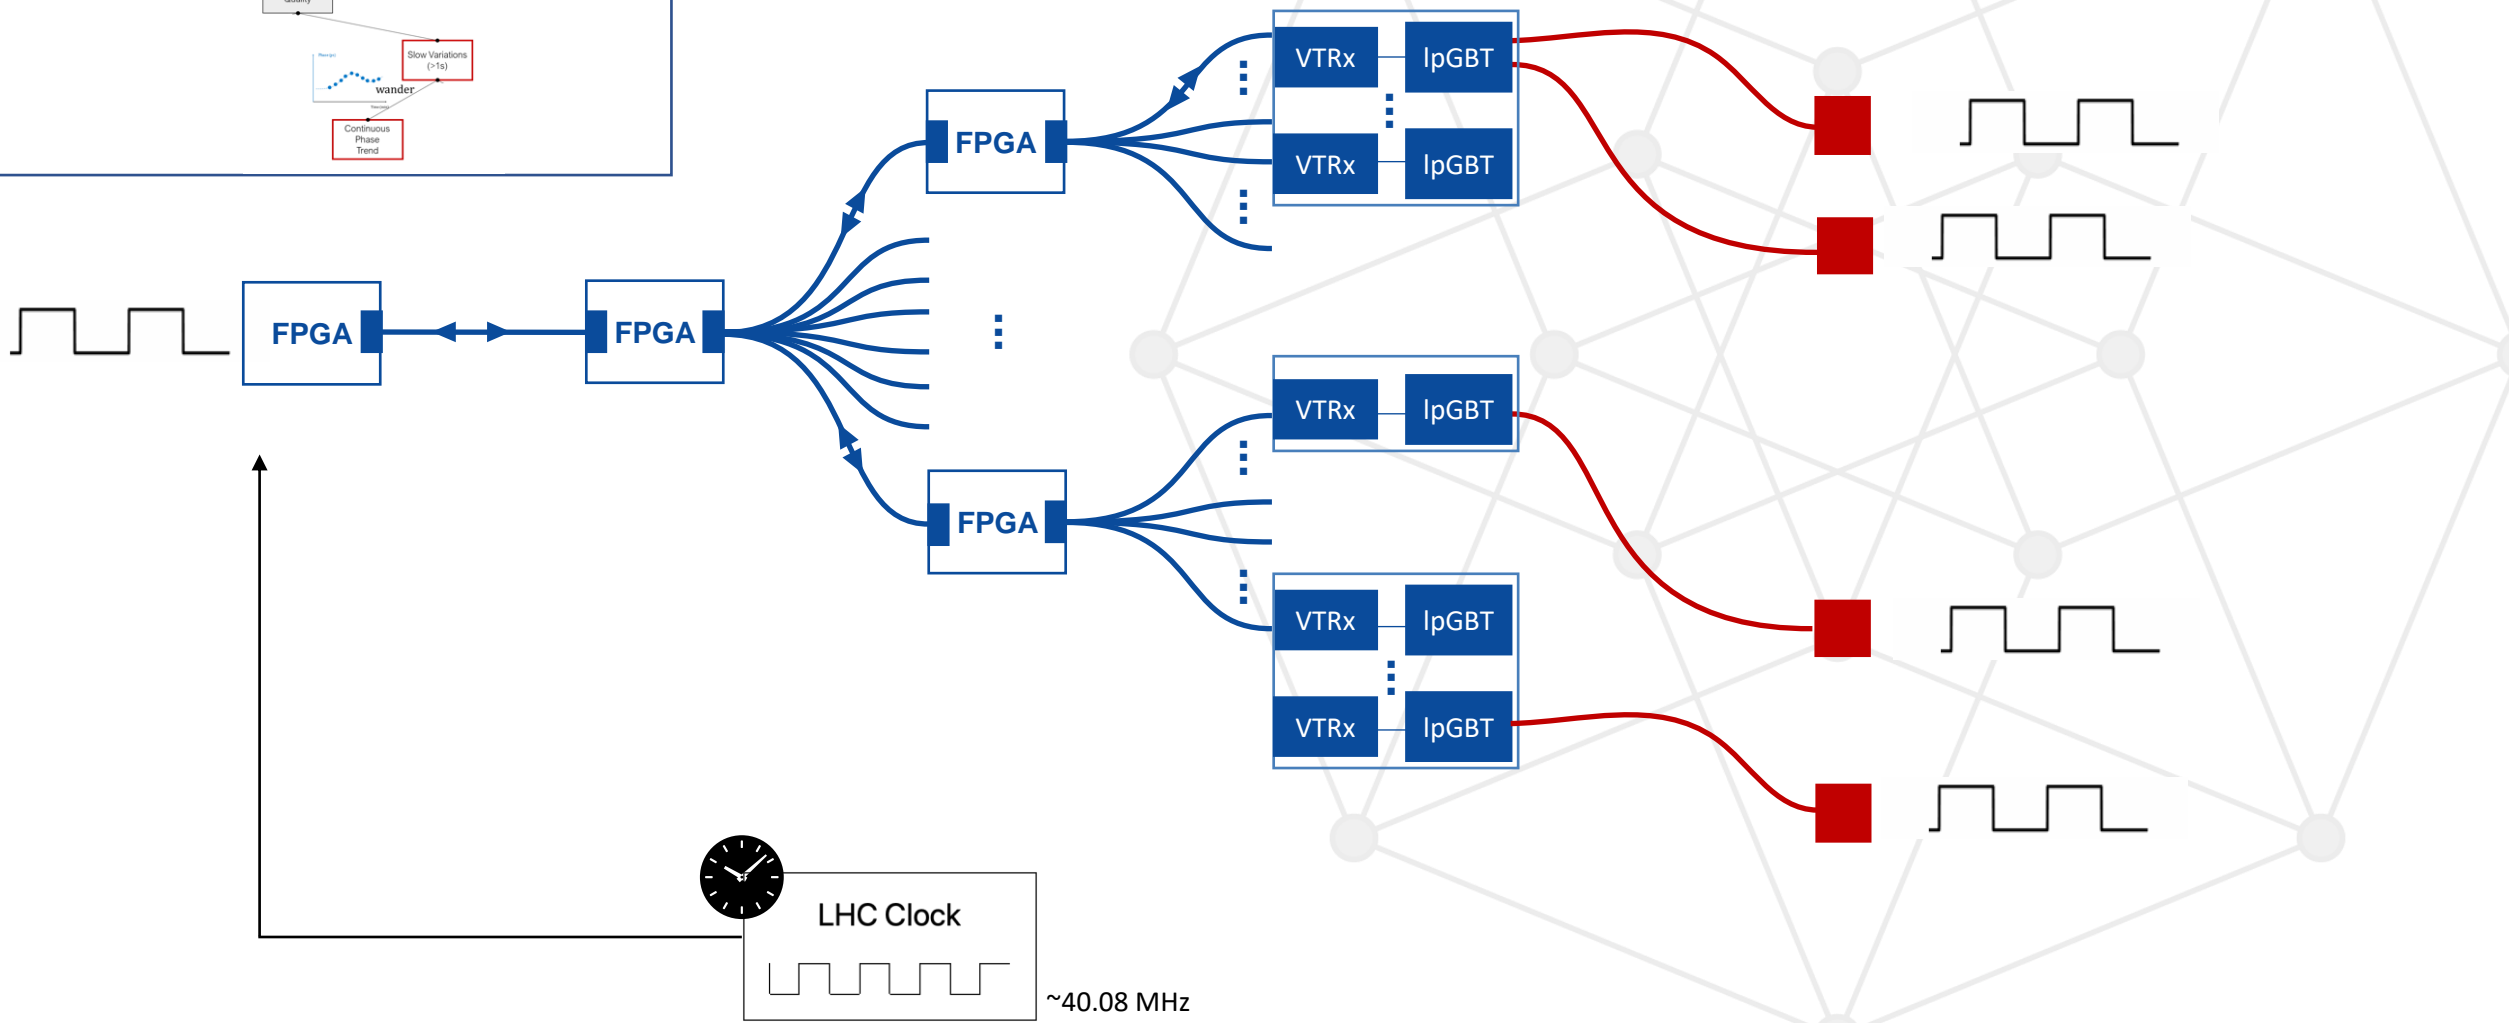 Quality
Slow Variations
(>1s)
wander
Continuous
Phase
Trend
FPGA
FPGA
FPGA
FPGA
VTRx
lpGBT
VTRx
lpGBT
VTRx
lpGBT
VTRx
lpGBT
VTRx
lpGBT
LHC Clock
~40.08 MHz